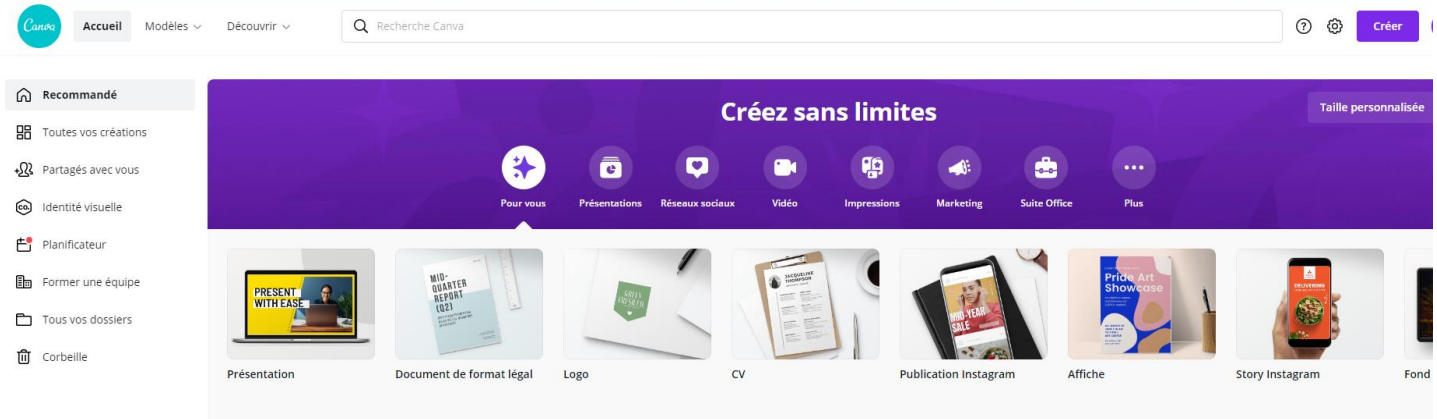 Canva
Accueil
Modèles
Découvrir
Recherche Canva
Créer
Recommandé
Toutes vos créations
Partagés avec vous
Identité visuelle
Planificateur
Former une équipe
Tous vos dossiers
Corbeille
Créez sans limites
Taille personnalisée
Pour vous
Présentations
Réseaux sociaux
Vidéo
Impressions
Marketing
Suite Office
Plus
PRESENT
WITH EASE
MID-
QUARTER
REPORT
(Q2)
JACQUELINE
THOMPSON
MID-YEAR
SALE
Pride Art
Showcase
DELIVERING
Présentation
Document de format légal
Logo
CV
Publication Instagram
Affiche
Story Instagram
Fond